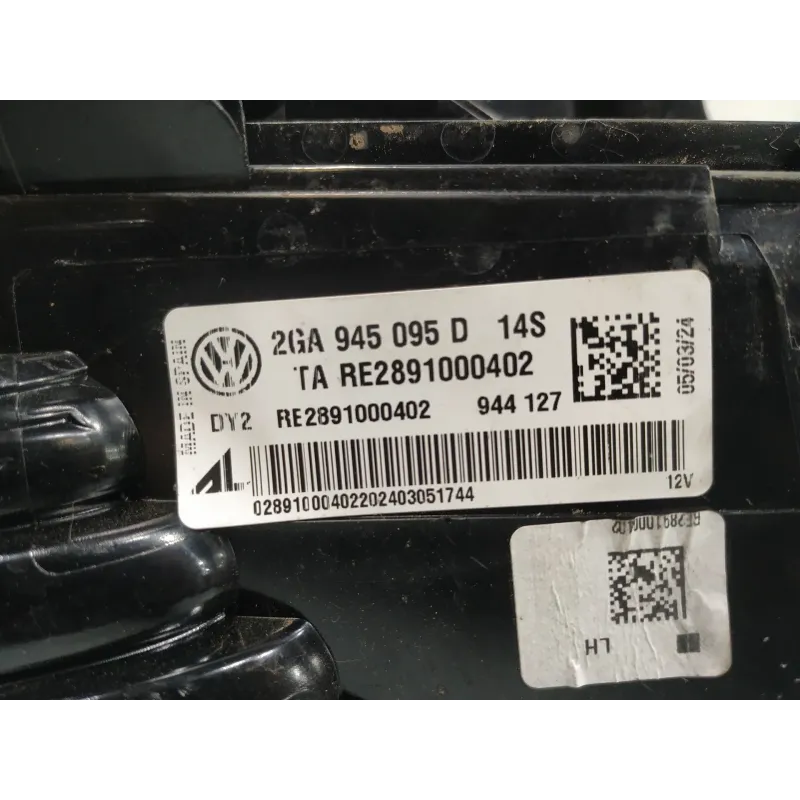 2GA 945 095 D 14S
TA RE2891000402
DY2 RE2891000402 944 127
MADE IN SPAIN
05/03/24
AL
02891000402202403051744
12V
RE2891000402
LH